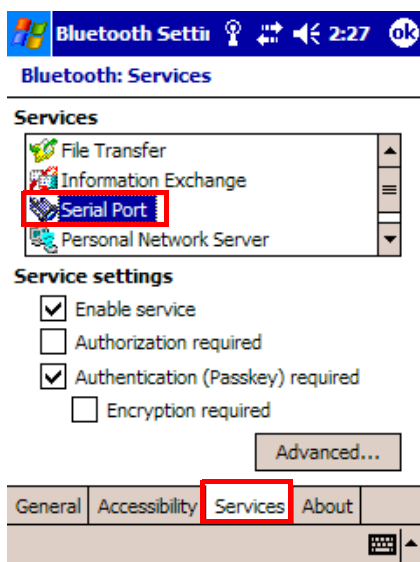 Bluetooth Settii 2:27 ok
Bluetooth: Services
Services
File Transfer
Information Exchange
Serial Port
Personal Network Server
Service settings
Enable service
Authorization required
Authentication (Passkey) required
Encryption required
Advanced...
General Accessibility Services About